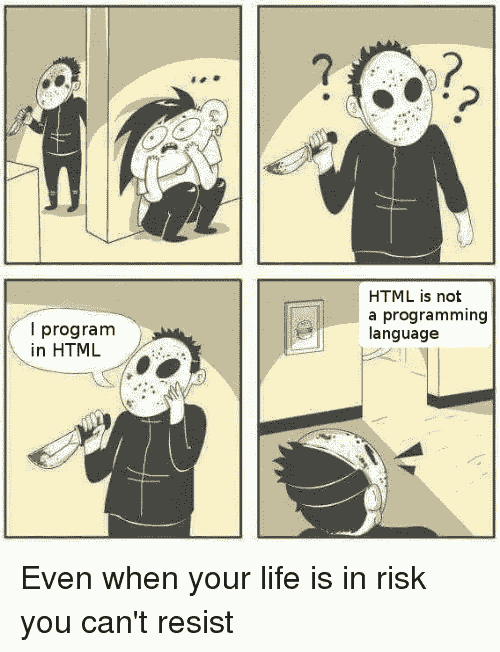 ...
? ? ?
I program
in HTML
HTML is not
a programming
language
Even when your life is in risk
you can't resist